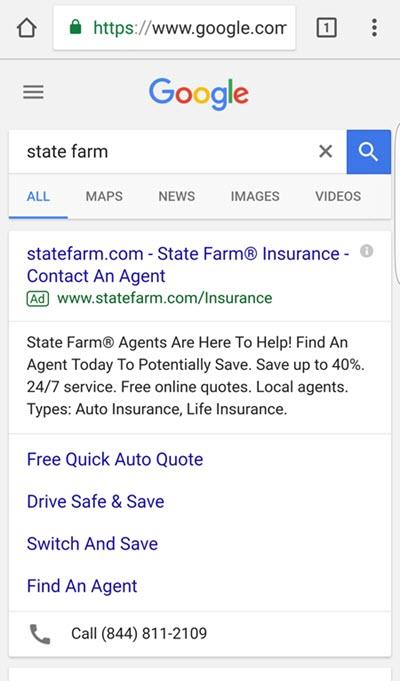 https://www.google.com
1
Google
state farm
ALL MAPS NEWS IMAGES VIDEOS
statefarm.com - State Farm® Insurance -
Contact An Agent
Ad www.statefarm.com/Insurance
State Farm® Agents Are Here To Help! Find An
Agent Today To Potentially Save. Save up to 40%.
24/7 service. Free online quotes. Local agents.
Types: Auto Insurance, Life Insurance.
Free Quick Auto Quote
Drive Safe & Save
Switch And Save
Find An Agent
Call (844) 811-2109